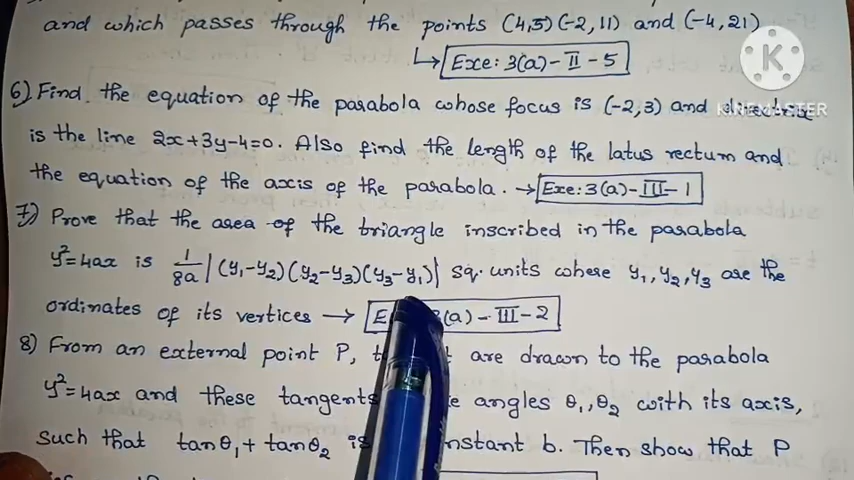 and which passes through the points (4,5) (-2, 11) and (-4, 21)
↳ Exe: 3(a) - II - 5
K
KINEMASTER
6) Find the equation of the parabola whose focus is (-2,3) and directrix
is the line 2x+3y-4=0. Also find the length of the latus rectum and
the equation of the axis of the parabola. → Exe: 3(a) - III - 1
7) Prove that the area of the triangle inscribed in the parabola
y²=4ax is 1/8a |(y₁-y₂)(y₂-y₃)(y₃-y₁)| sq. units where y₁, y₂, y₃ are the
ordinates of its vertices → (a) - III - 2
8) From an external point P, are drawn to the parabola
y²=4ax and these tangents angles θ₁, θ₂ with its axis,
such that tanθ₁ + tanθ₂ is b. Then show that P